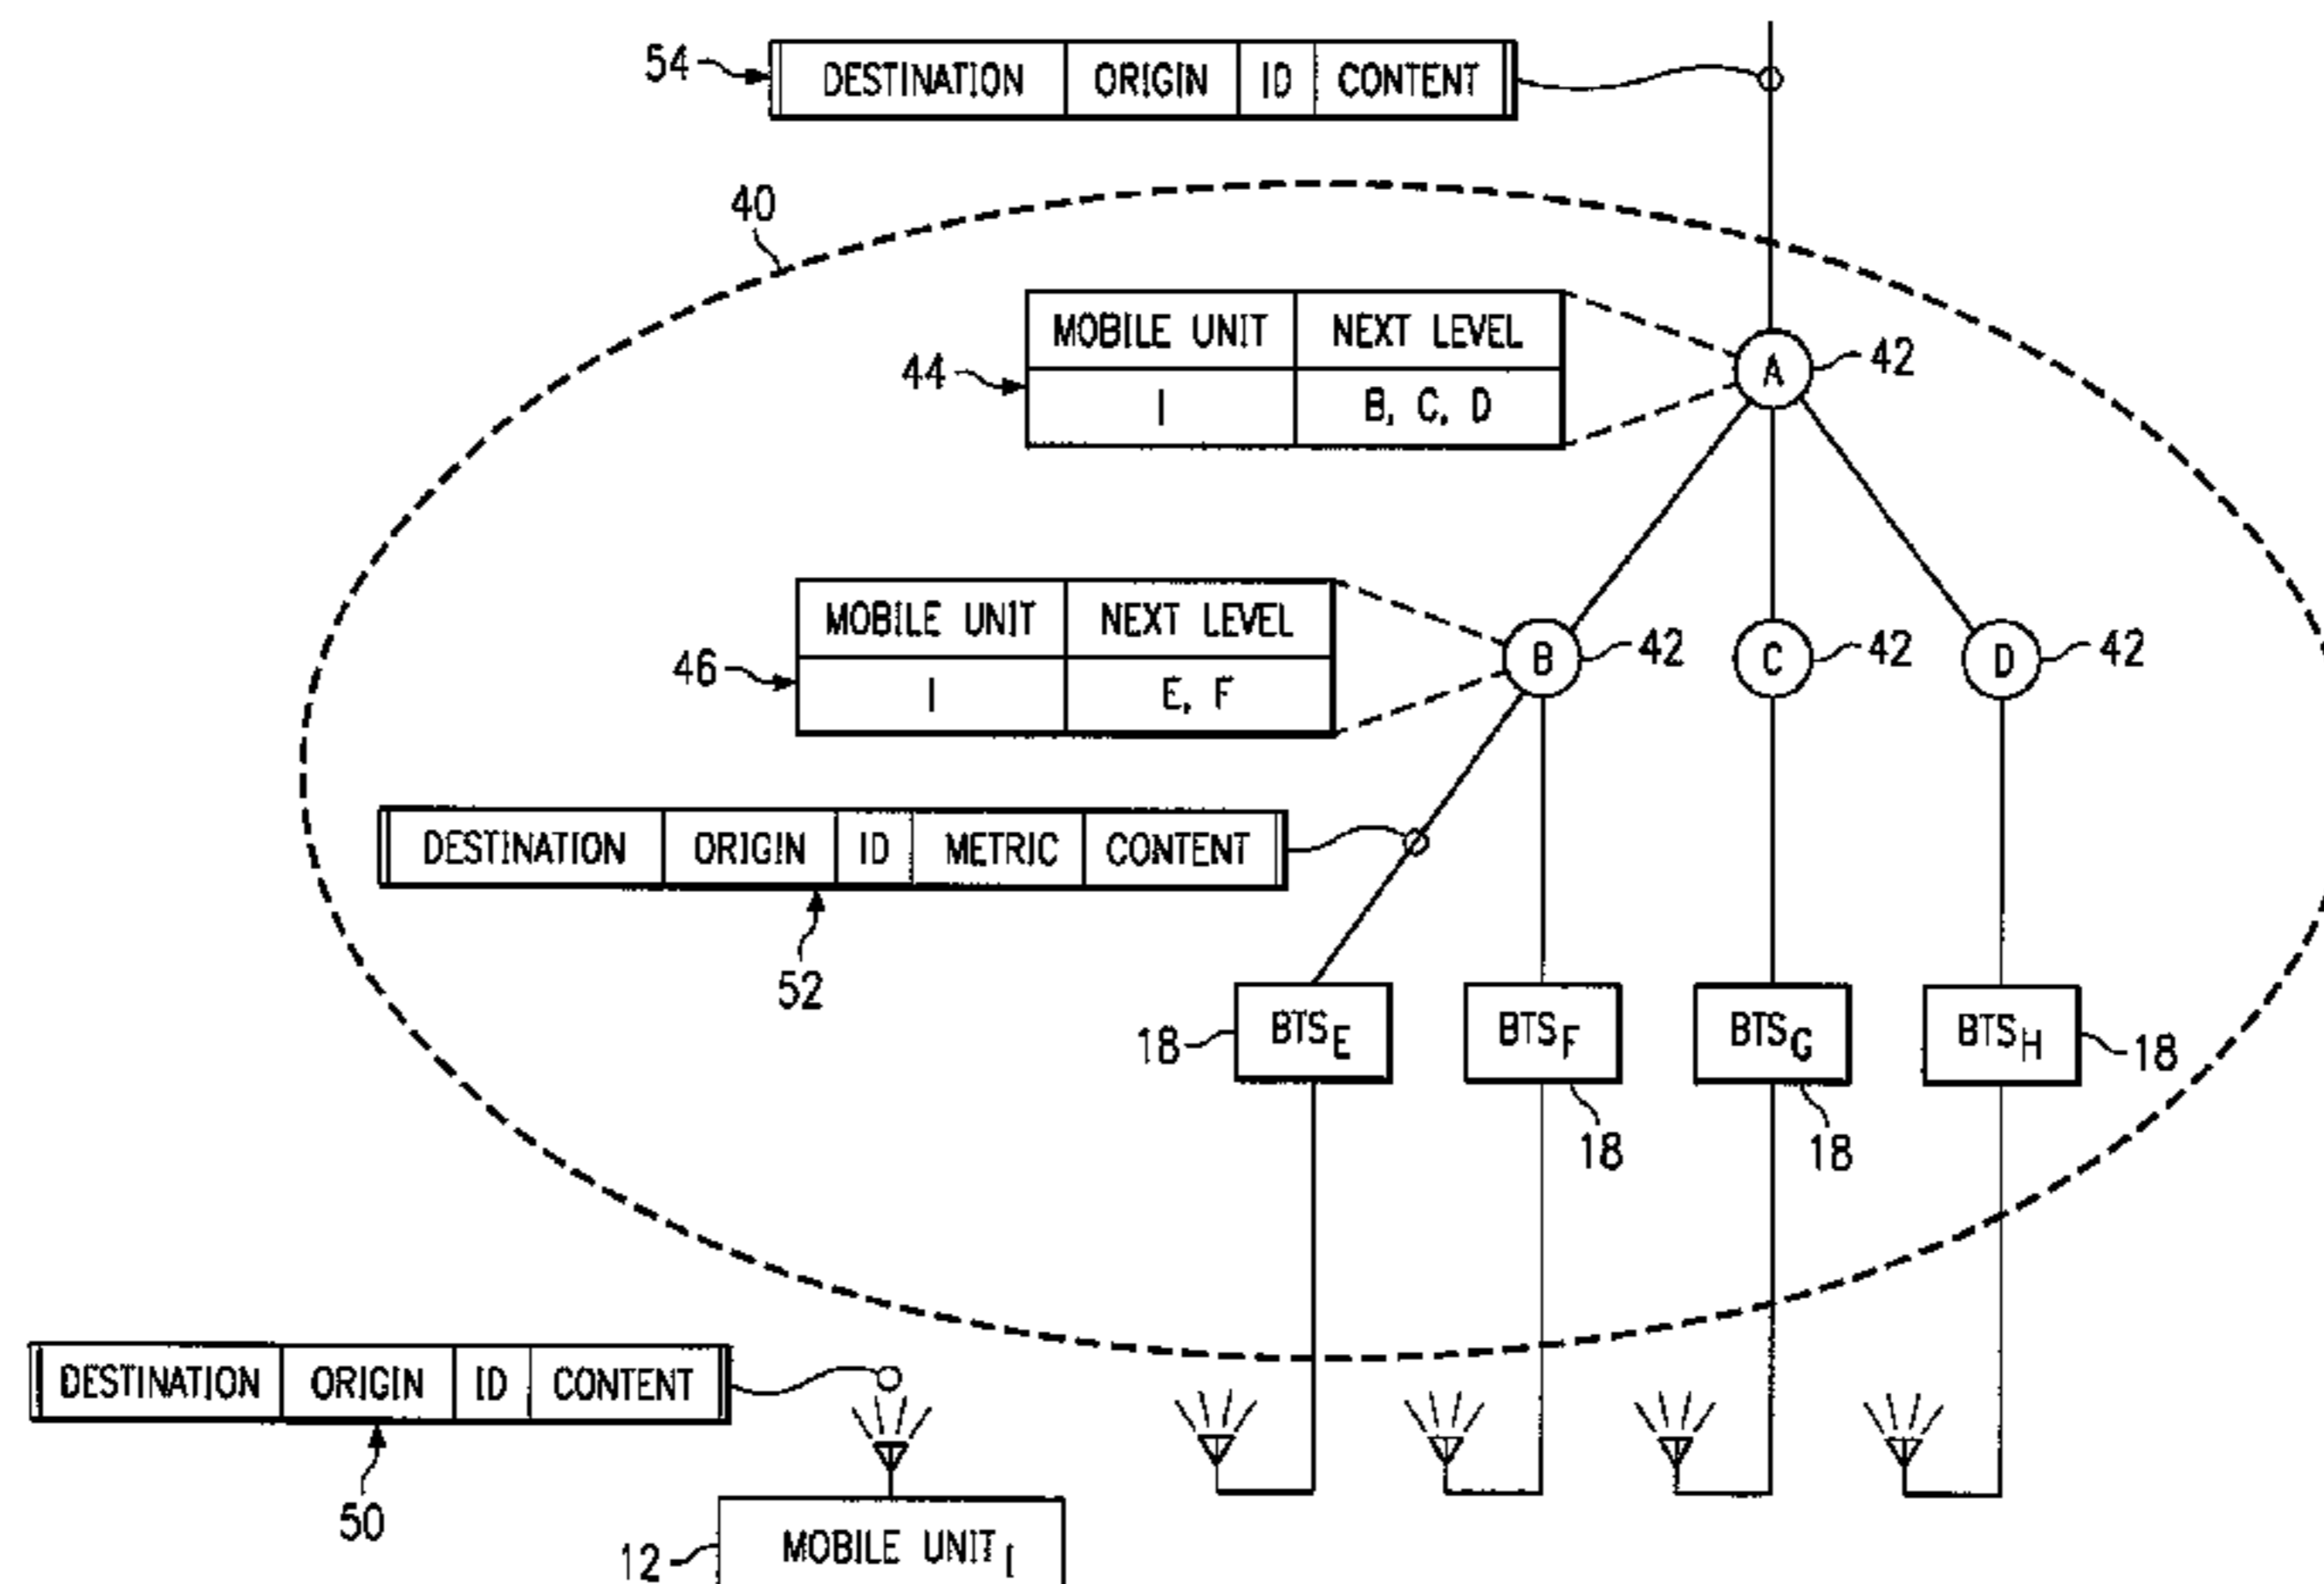 54 DESTINATION ORIGIN ID CONTENT
40
MOBILE UNIT NEXT LEVEL
44 I B, C, D
A 42
MOBILE UNIT NEXT LEVEL
46 I E, F
B 42 C 42 D 42
DESTINATION ORIGIN ID METRIC CONTENT
52
18 BTSE BTSF BTSG BTSH 18
18 18
DESTINATION ORIGIN ID CONTENT
50
12 MOBILE UNIT I